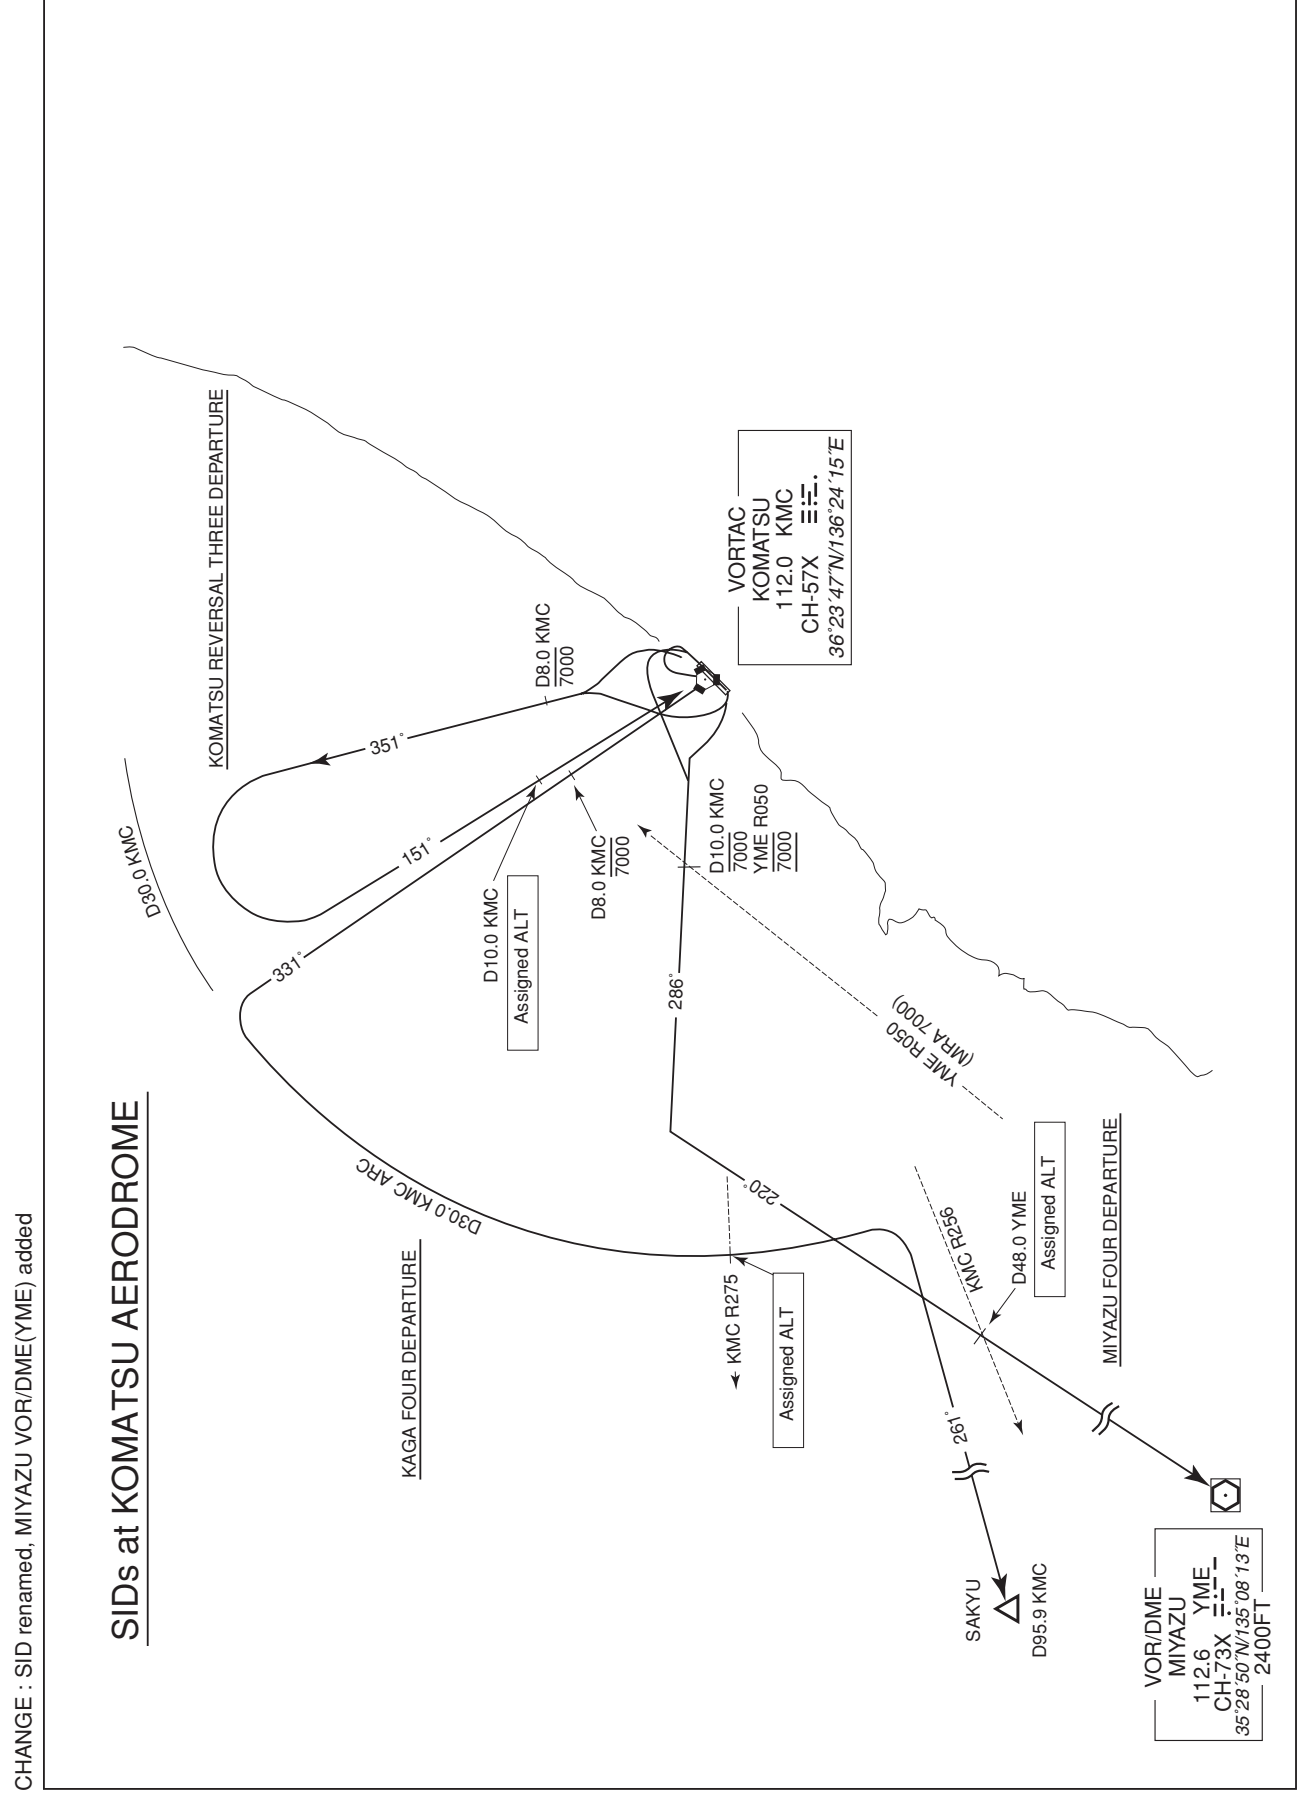 CHANGE : SID renamed, MIYAZU VOR/DME(YME) added
SIDs at KOMATSU AERODROME
KOMATSU REVERSAL THREE DEPARTURE
D30.0 KMC
351°
D8.0 KMC
7000
151°
331°
D10.0 KMC
Assigned ALT
D8.0 KMC
7000
VORTAC
KOMATSU
112.0 KMC
CH-57X
36°23′47″N/136°24′15″E
D10.0 KMC
7000
YME R050
7000
286°
YME R050
(MRA 7000)
D30.0 KMC ARC
KAGA FOUR DEPARTURE
220°
KMC R275
Assigned ALT
KMC R256
D48.0 YME
Assigned ALT
MIYAZU FOUR DEPARTURE
261°
SAKYU
D95.9 KMC
VOR/DME
MIYAZU
112.6 YME
CH-73X
35°28′50″N/135°08′13″E
2400FT